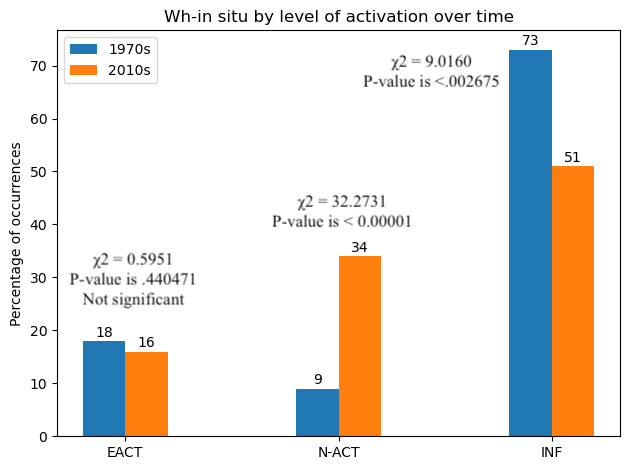 Wh-in situ by level of activation over time
1970s
2010s
Percentage of occurrences
0
10
20
30
40
50
60
70
χ2 = 0.5951
P-value is .440471
Not significant
χ2 = 32.2731
P-value is < 0.00001
χ2 = 9.0160
P-value is <.002675
18
16
9
34
73
51
EACT
N-ACT
INF